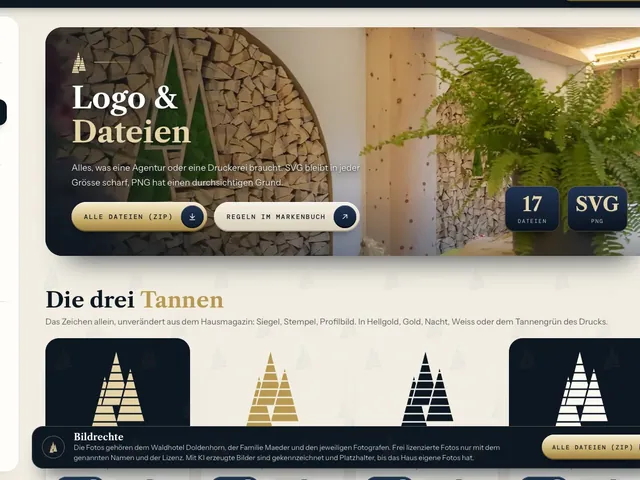 Logo &
Dateien
Alles, was eine Agentur oder eine Druckerei braucht. SVG bleibt in jeder
Grösse scharf, PNG hat einen durchsichtigen Grund.
ALLE DATEIEN (ZIP)
REGELN IM MARKENBUCH
17
DATEIEN
SVG
PNG
Die drei Tannen
Das Zeichen allein, unverändert aus dem Hausmagazin: Siegel, Stempel, Profilbild. In Hellgold, Gold, Nacht, Weiss oder dem Tannengrün des Drucks.
Bildrechte
Die Fotos gehören dem Waldhotel Doldenhorn, der Familie Maeder und den jeweiligen Fotografen. Frei lizenzierte Fotos nur mit dem
genannten Namen und der Lizenz. Mit KI erzeugte Bilder sind gekennzeichnet und Platzhalter, bis das Haus eigene Fotos hat.
ALLE DATEIEN (ZIP)